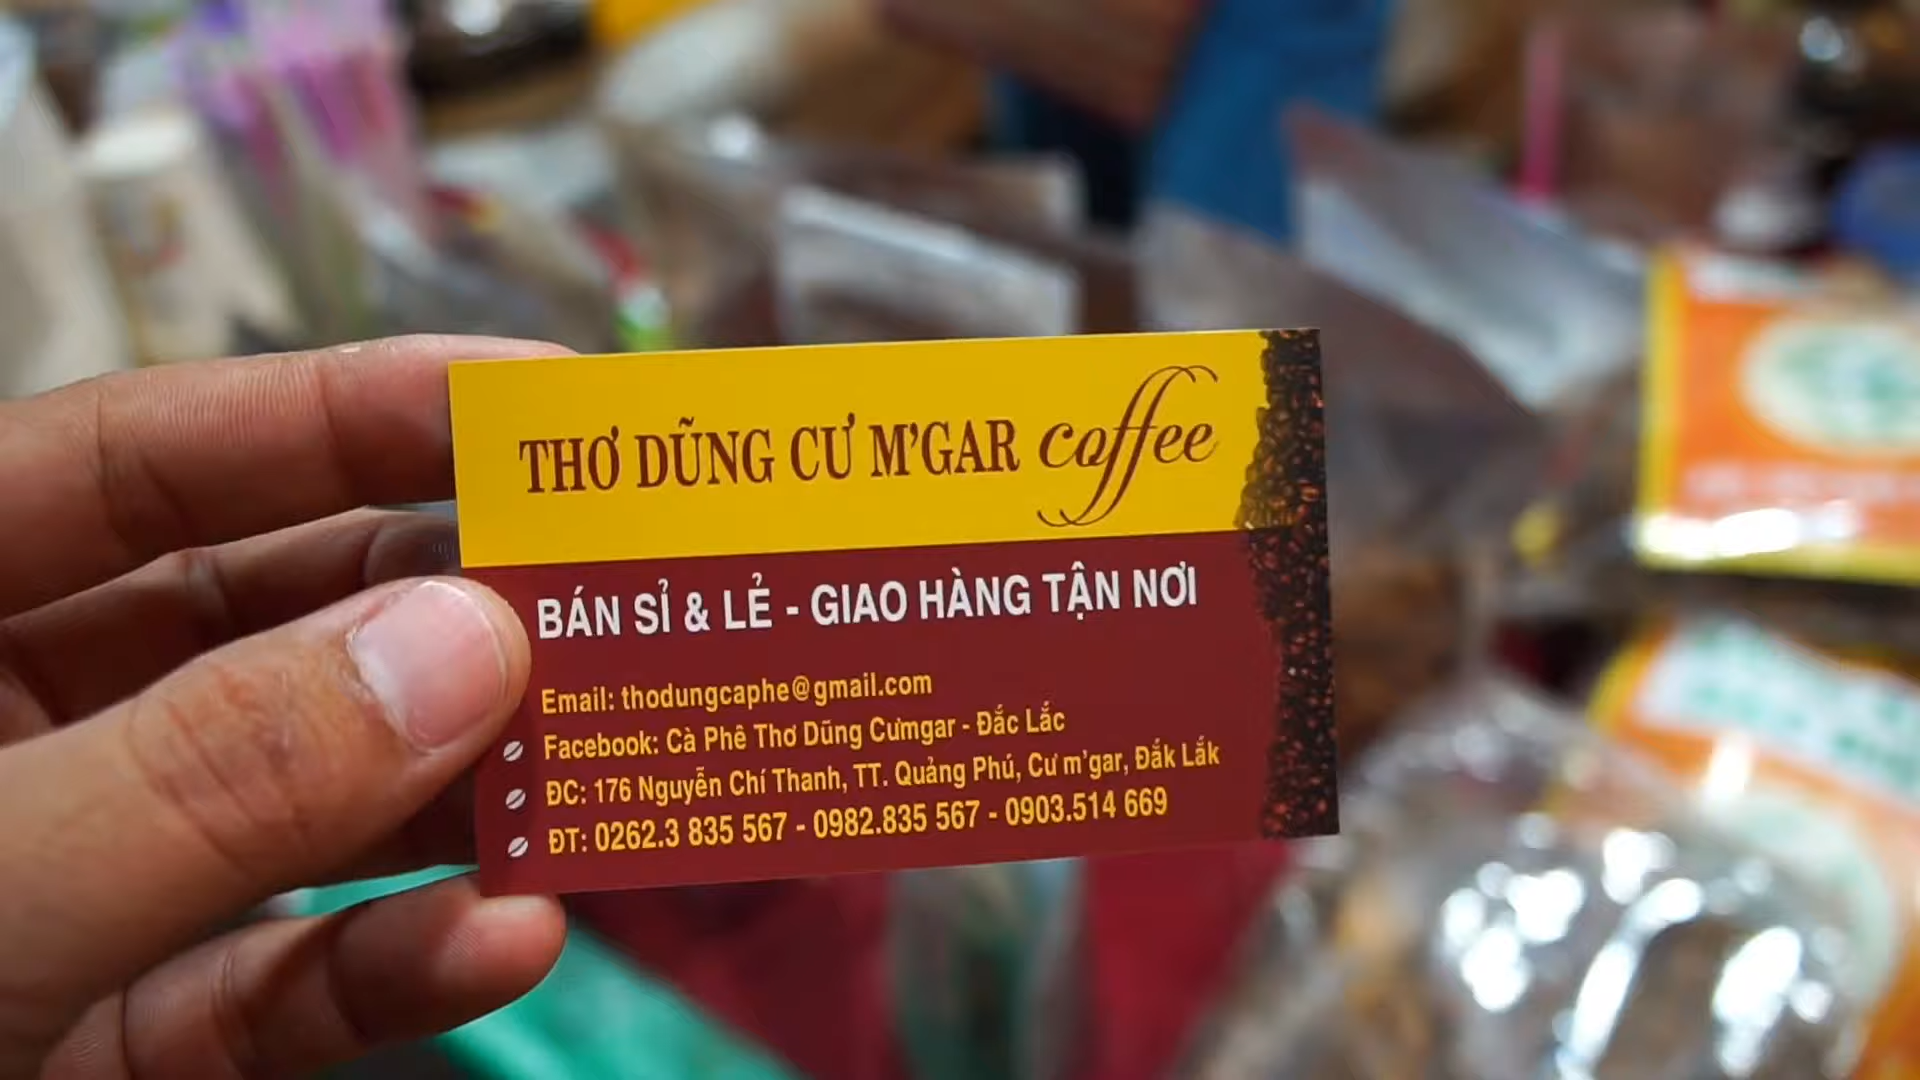 THƠ DŨNG CƯ M'GAR coffee
BÁN SỈ & LẺ - GIAO HÀNG TẬN NƠI
Email: thodungcaphe@gmail.com
Facebook: Cà Phê Thơ Dũng Cưmgar - Đắc Lắc
ĐC: 176 Nguyễn Chí Thanh, TT. Quảng Phú, Cư m'gar, Đắk Lắk
ĐT: 0262.3 835 567 - 0982.835 567 - 0903.514 669